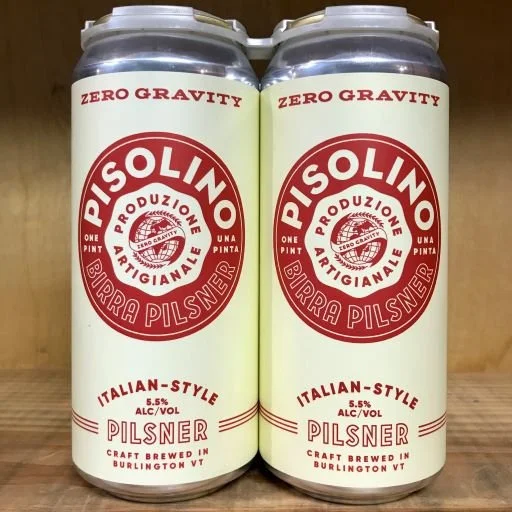 ZERO GRAVITY
PISOLINO
PRODUZIONE
ONE PINT
ZERO GRAVITY
UNA PINTA
ARTIGIANALE
BIRRA PILSNER
ITALIAN-STYLE
5.5%
ALC/VOL
PILSNER
CRAFT BREWED IN
BURLINGTON VT
ZERO GRAVITY
PISOLINO
PRODUZIONE
ONE PINT
ZERO GRAVITY
UNA PINTA
ARTIGIANALE
BIRRA PILSNER
ITALIAN-STYLE
5.5%
ALC/VOL
PILSNER
CRAFT BREWED IN
BURLINGTON VT